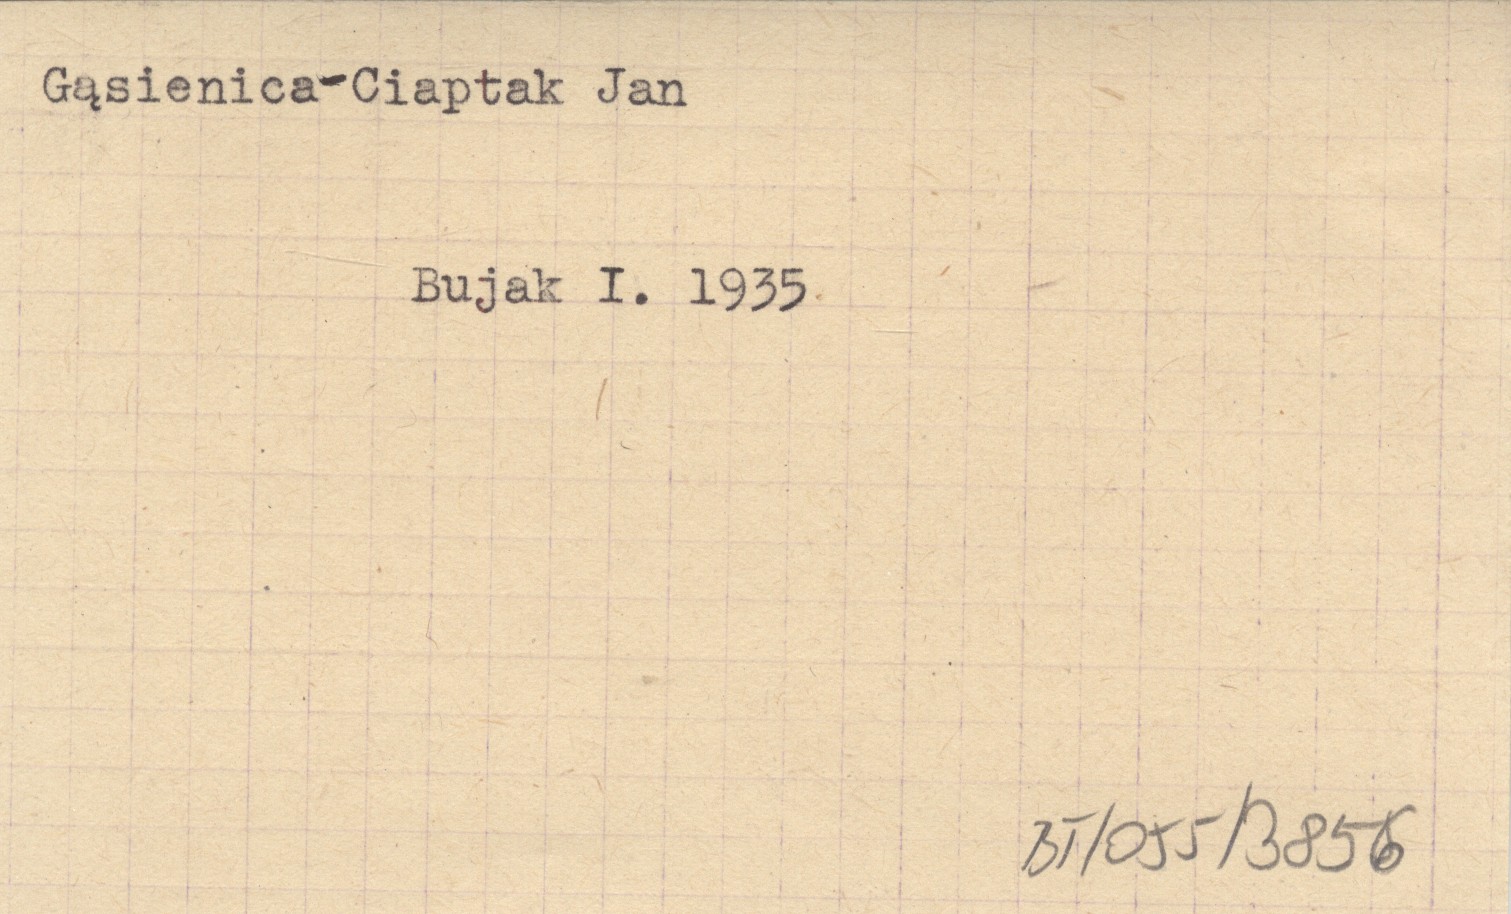 Gąsienica-Ciaptak Jan
Bujak I. 1935
BT/055/3856